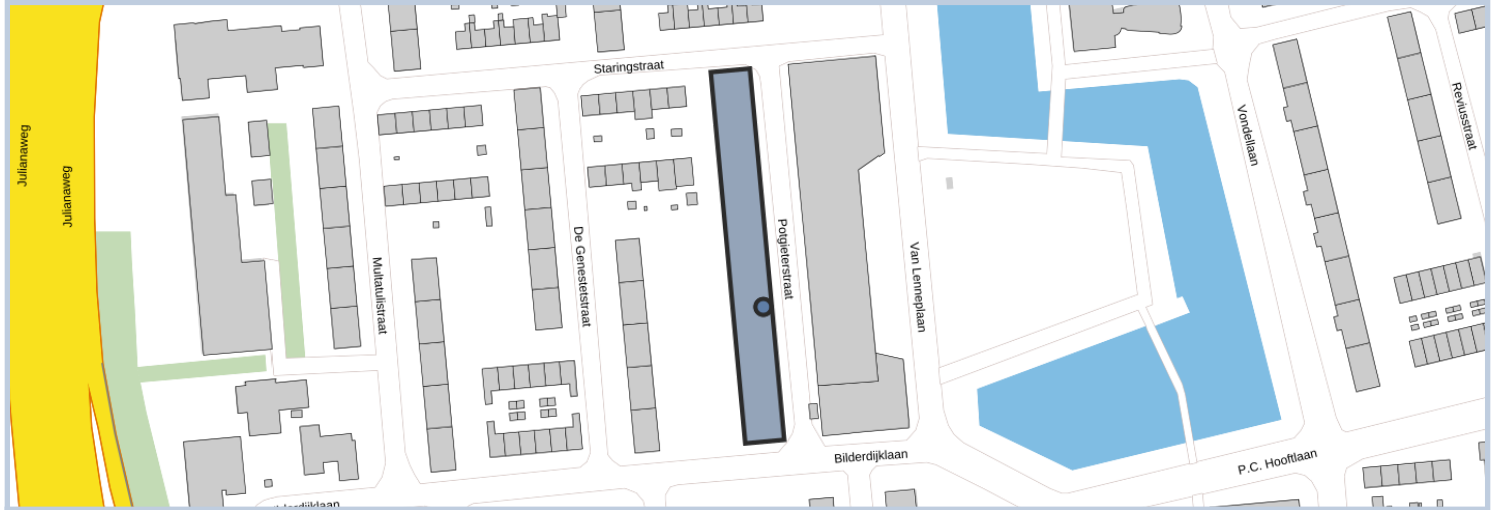 Staringstraat
Julianaweg
Julianaweg
Multatulistraat
De Genestetstraat
Potgieterstraat
Van Lenneplaan
Vondellaan
Reviusstraat
Bilderdijklaan
P.C. Hooftlaan